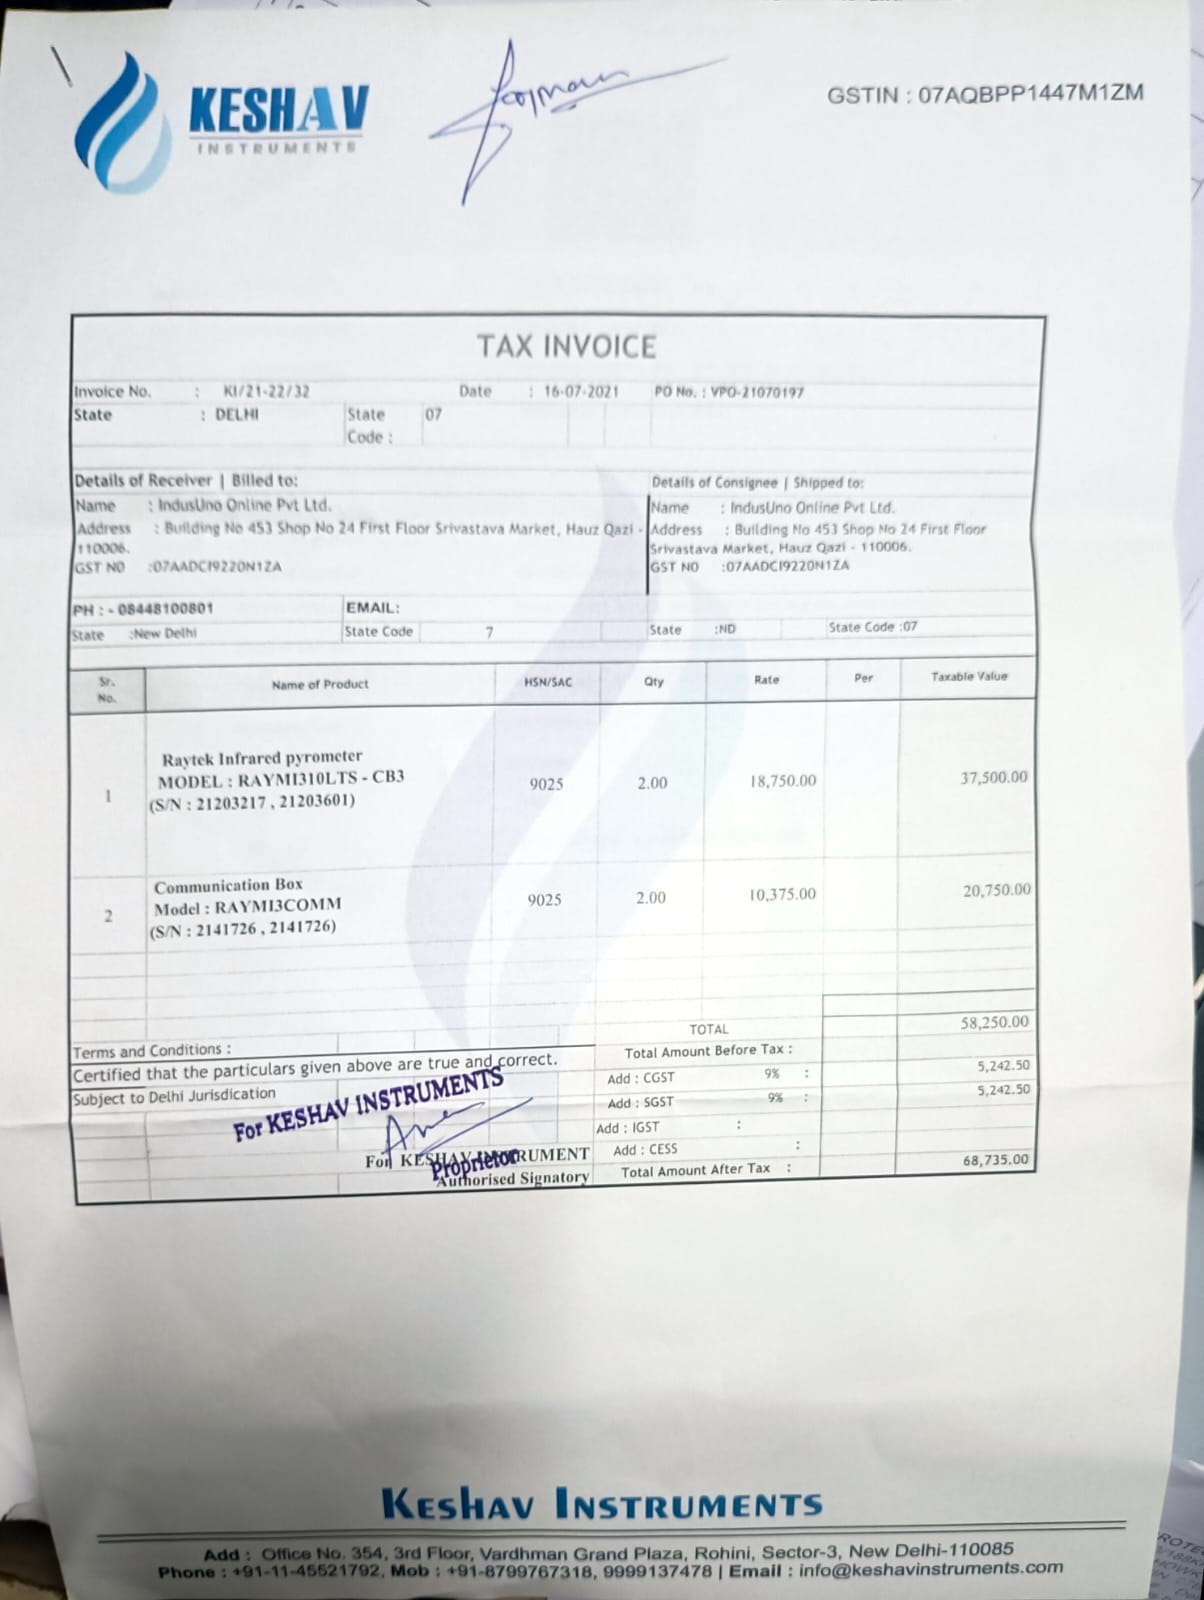 KESHAV
INSTRUMENTS
GSTIN : 07AQBPP1447M1ZM
TAX INVOICE
Invoice No. : KI/21-22/32 Date : 16-07-2021 PO No. : VPO-21070197
State : DELHI State Code : 07
Details of Receiver | Billed to:
Name : IndusUno Online Pvt Ltd.
Address : Building No 453 Shop No 24 First Floor Srivastava Market, Hauz Qazi -
110006.
GST NO :07AADCI9220N1ZA
Details of Consignee | Shipped to:
Name : IndusUno Online Pvt Ltd.
Address : Building No 453 Shop No 24 First Floor
Srivastava Market, Hauz Qazi - 110006.
GST NO :07AADCI9220N1ZA
PH : - 08448100801 EMAIL:
State :New Delhi State Code 7 State :ND State Code :07
Sr. No. Name of Product HSN/SAC Qty Rate Per Taxable Value
1 Raytek Infrared pyrometer
MODEL : RAYMI310LTS - CB3
(S/N : 21203217 , 21203601)
9025 2.00 18,750.00 37,500.00
2 Communication Box
Model : RAYMI3COMM
(S/N : 2141726 , 2141726)
9025 2.00 10,375.00 20,750.00
TOTAL 58,250.00
Terms and Conditions :
Certified that the particulars given above are true and correct.
Subject to Delhi Jurisdication
Total Amount Before Tax :
Add : CGST 9% : 5,242.50
Add : SGST 9% : 5,242.50
Add : IGST :
Add : CESS :
Total Amount After Tax : 68,735.00
For KESHAV INSTRUMENTS
For KESHAV INSTRUMENT
Proprietor
Authorised Signatory
KESHAV INSTRUMENTS
Add : Office No. 354, 3rd Floor, Vardhman Grand Plaza, Rohini, Sector-3, New Delhi-110085
Phone : +91-11-45521792, Mob : +91-8799767318, 9999137478 | Email : info@keshavinstruments.com